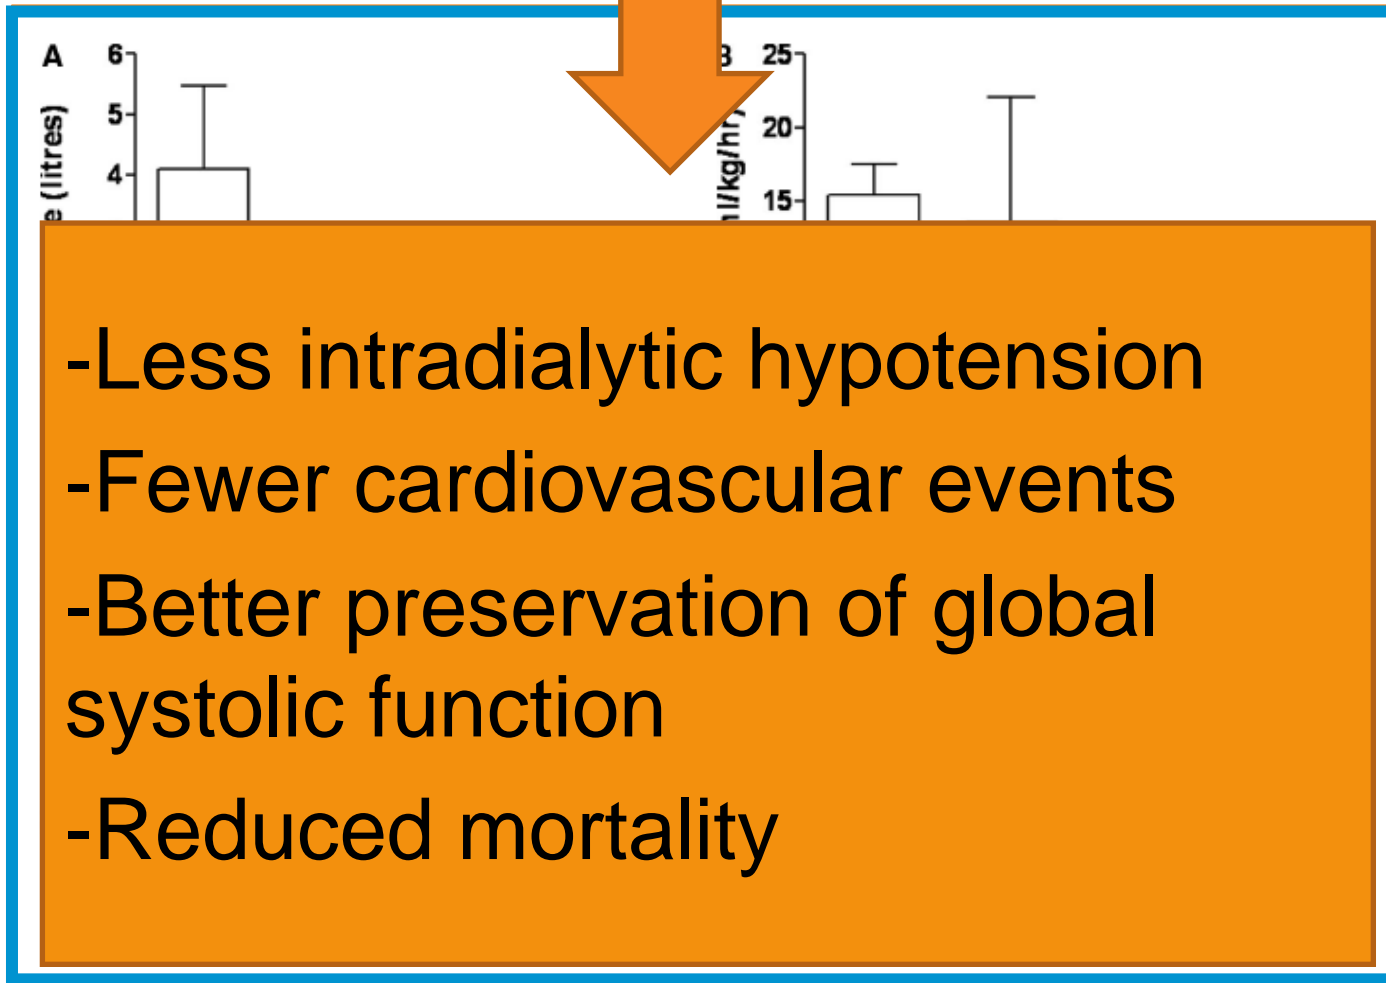 A
6
5
4
(litres)
B
25
20
15
-Less intradialytic hypotension
-Fewer cardiovascular events
-Better preservation of global
systolic function
-Reduced mortality